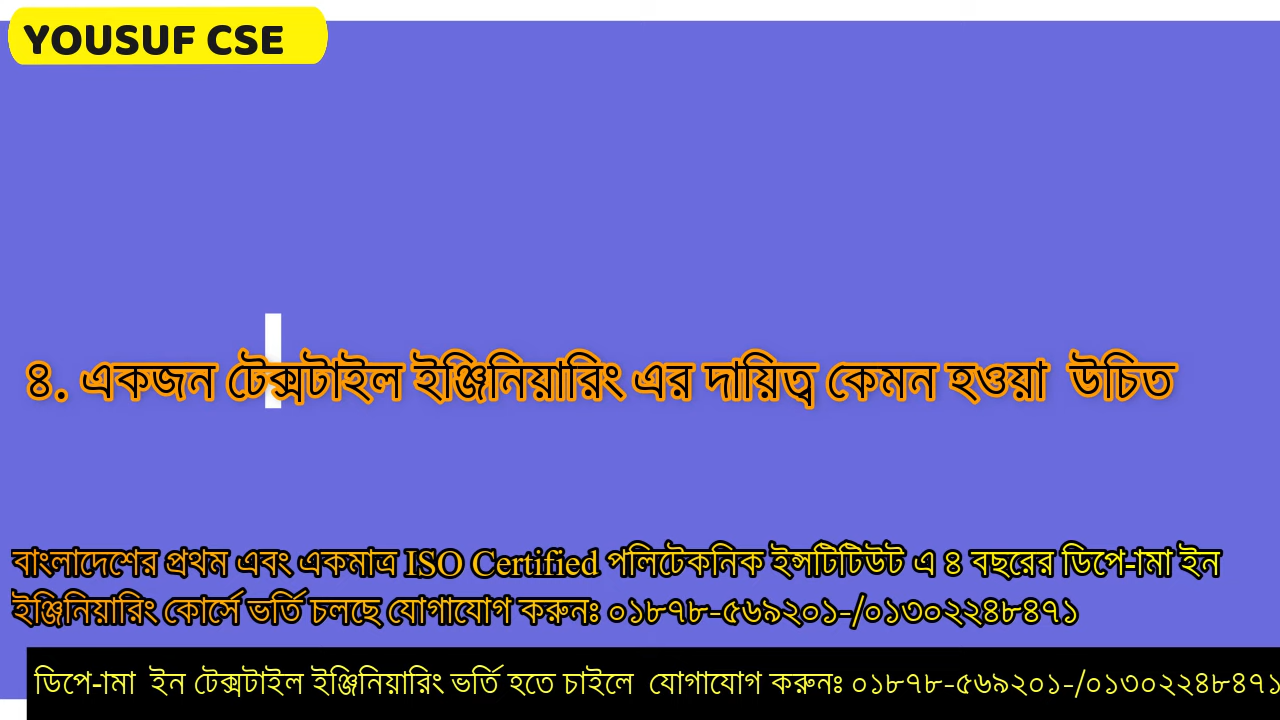 YOUSUF CSE
৪. একজন টেক্সটাইল ইঞ্জিনিয়ারিং এর দায়িত্ব কেমন হওয়া উচিত
বাংলাদেশের প্রথম এবং একমাত্র ISO Certified পলিটেকনিক ইন্সটিটিউট এ ৪ বছরের ডিপে-ামা ইন
ইঞ্জিনিয়ারিং কোর্সে ভর্তি চলছে যোগাযোগ করুনঃ ০১৮৭৮-৫৬৯২০১-/০১৩০২২৪৮৪৭১
ডিপে-ামা ইন টেক্সটাইল ইঞ্জিনিয়ারিং ভর্তি হতে চাইলে যোগাযোগ করুনঃ ০১৮৭৮-৫৬৯২০১-/০১৩০২২৪৮৪৭১